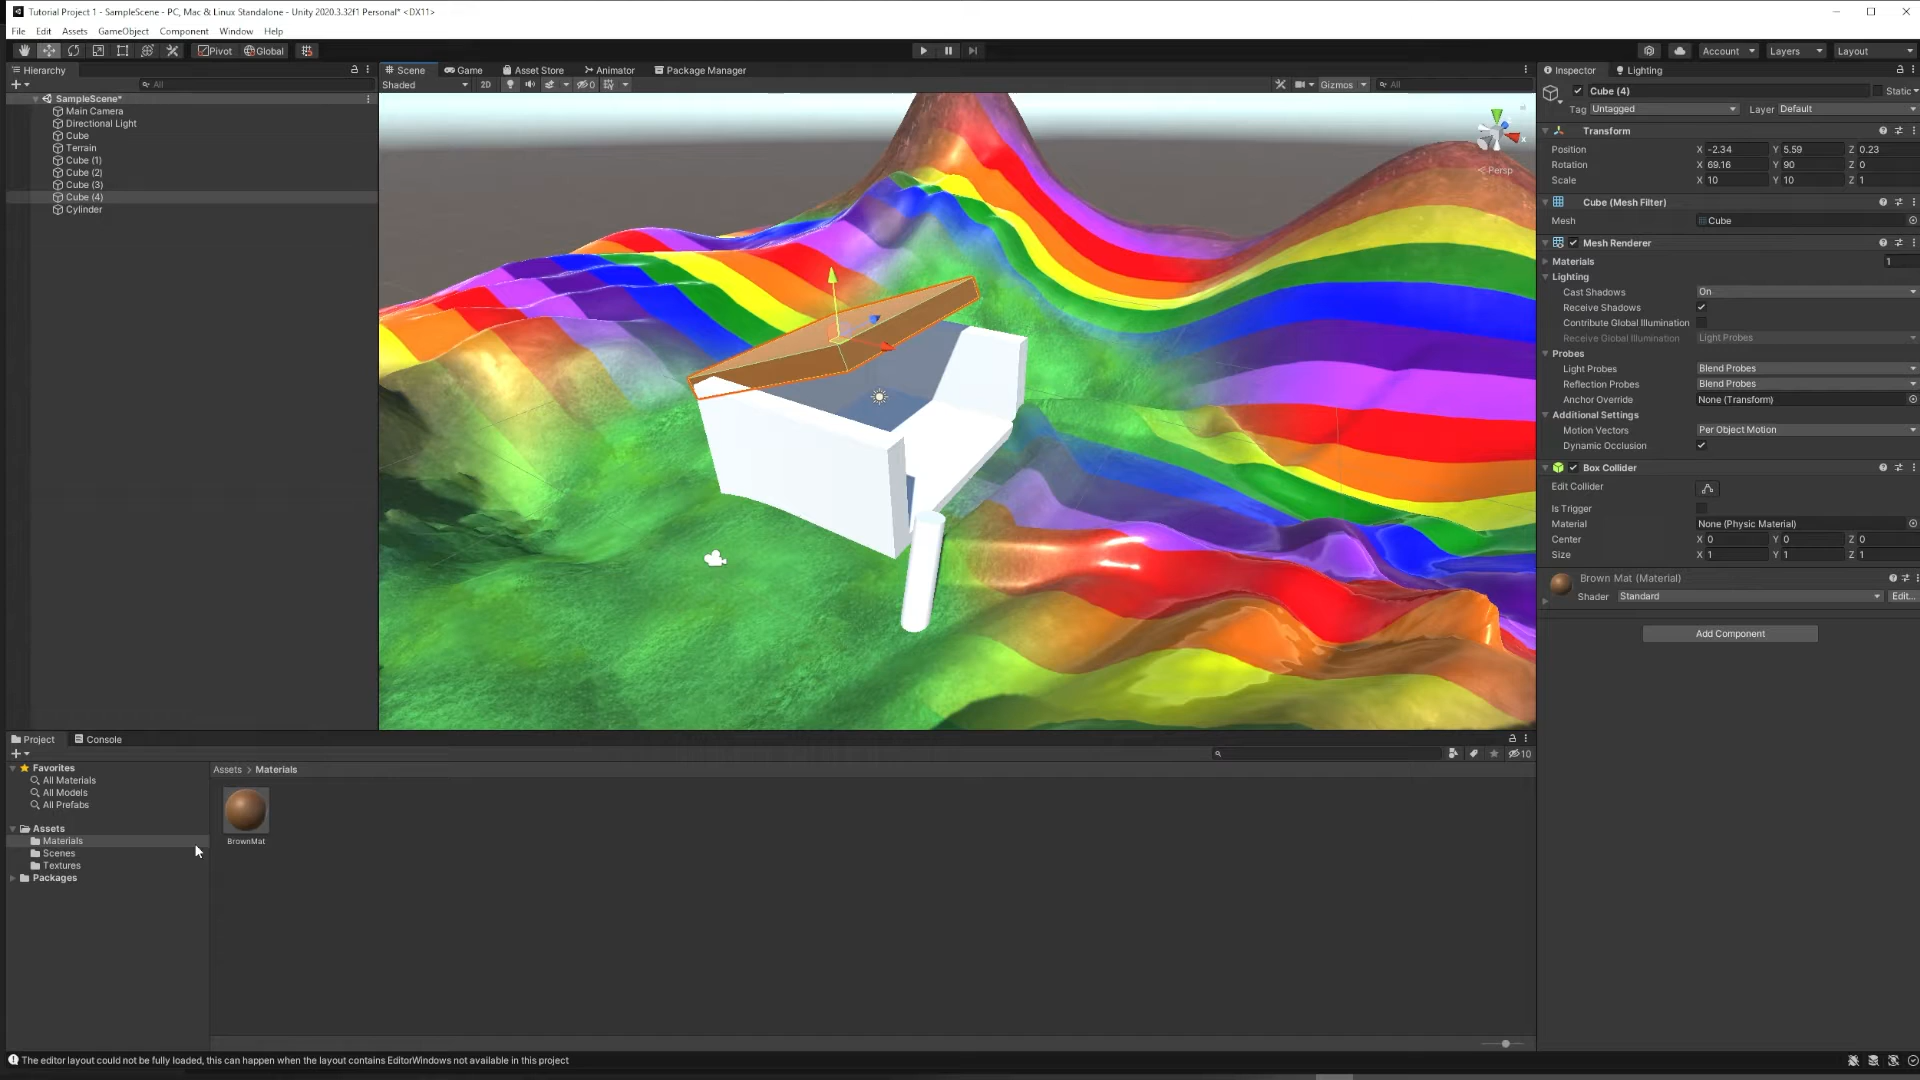 Tutorial Project 1 - SampleScene - PC, Mac & Linux Standalone - Unity 2020.3.32f1 Personal* <DX11>
File Edit Assets GameObject Component Window Help
Pivot Global Account Layers Layout
Hierarchy
All
SampleScene*
Main Camera
Directional Light
Cube
Terrain
Cube (1)
Cube (2)
Cube (3)
Cube (4)
Cylinder
Scene Game Asset Store Animator Package Manager
Shaded 2D 0 Gizmos All
x
< Persp
Inspector Lighting
Cube (4) Static
Tag Untagged Layer Default
Transform
Position X -2.34 Y 5.59 Z 0.23
Rotation X 69.16 Y 90 Z 0
Scale X 10 Y 10 Z 1
Cube (Mesh Filter)
Mesh Cube
Mesh Renderer
Materials 1
Lighting
Cast Shadows On
Receive Shadows
Contribute Global Illumination
Receive Global Illumination Light Probes
Probes
Light Probes Blend Probes
Reflection Probes Blend Probes
Anchor Override None (Transform)
Additional Settings
Motion Vectors Per Object Motion
Dynamic Occlusion
Box Collider
Edit Collider
Is Trigger
Material None (Physic Material)
Center X 0 Y 0 Z 0
Size X 1 Y 1 Z 1
Brown Mat (Material)
Shader Standard Edit...
Add Component
Project Console
10
Favorites
All Materials
All Models
All Prefabs
Assets
Materials
Scenes
Textures
Packages
Assets > Materials
BrownMat
The editor layout could not be fully loaded, this can happen when the layout contains EditorWindows not available in this project